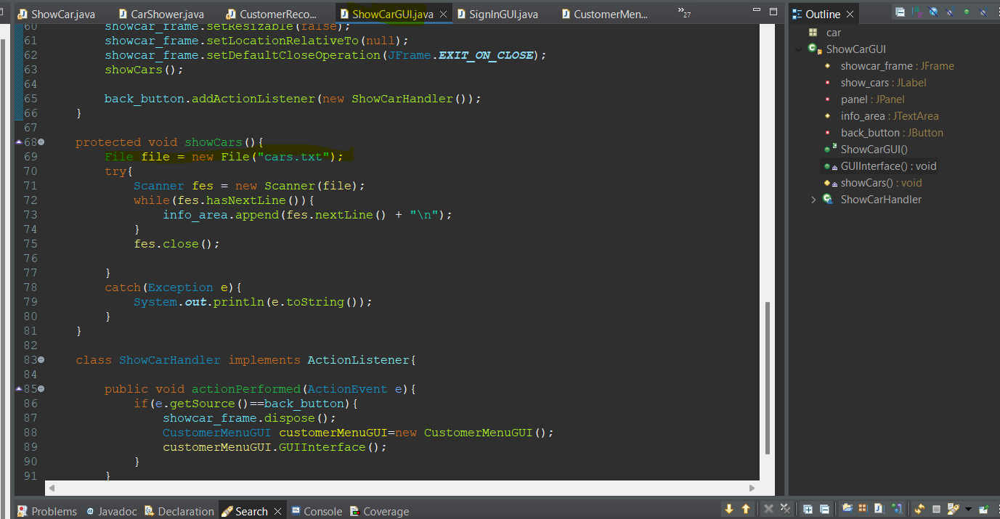 ShowCar.java CarShower.java CustomerReco... ShowCarGUI.java SignInGUI.java CustomerMen... »27
60 showcar_frame.setResizable(false);
61 showcar_frame.setLocationRelativeTo(null);
62 showcar_frame.setDefaultCloseOperation(JFrame.EXIT_ON_CLOSE);
63 showCars();
64
65 back_button.addActionListener(new ShowCarHandler());
66 }
67
68 protected void showCars(){
69 File file = new File("cars.txt");
70 try{
71 Scanner fes = new Scanner(file);
72 while(fes.hasNextLine()){
73 info_area.append(fes.nextLine() + "\n");
74 }
75 fes.close();
76
77 }
78 catch(Exception e){
79 System.out.println(e.toString());
80 }
81 }
82
83 class ShowCarHandler implements ActionListener{
84
85 public void actionPerformed(ActionEvent e){
86 if(e.getSource()==back_button){
87 showcar_frame.dispose();
88 CustomerMenuGUI customerMenuGUI=new CustomerMenuGUI();
89 customerMenuGUI.GUIInterface();
90 }
91 }
Outline
car
ShowCarGUI
showcar_frame : JFrame
show_cars : JLabel
panel : JPanel
info_area : JTextArea
back_button : JButton
ShowCarGUI()
GUIInterface() : void
showCars() : void
ShowCarHandler
Problems @ Javadoc Declaration Search Console Coverage